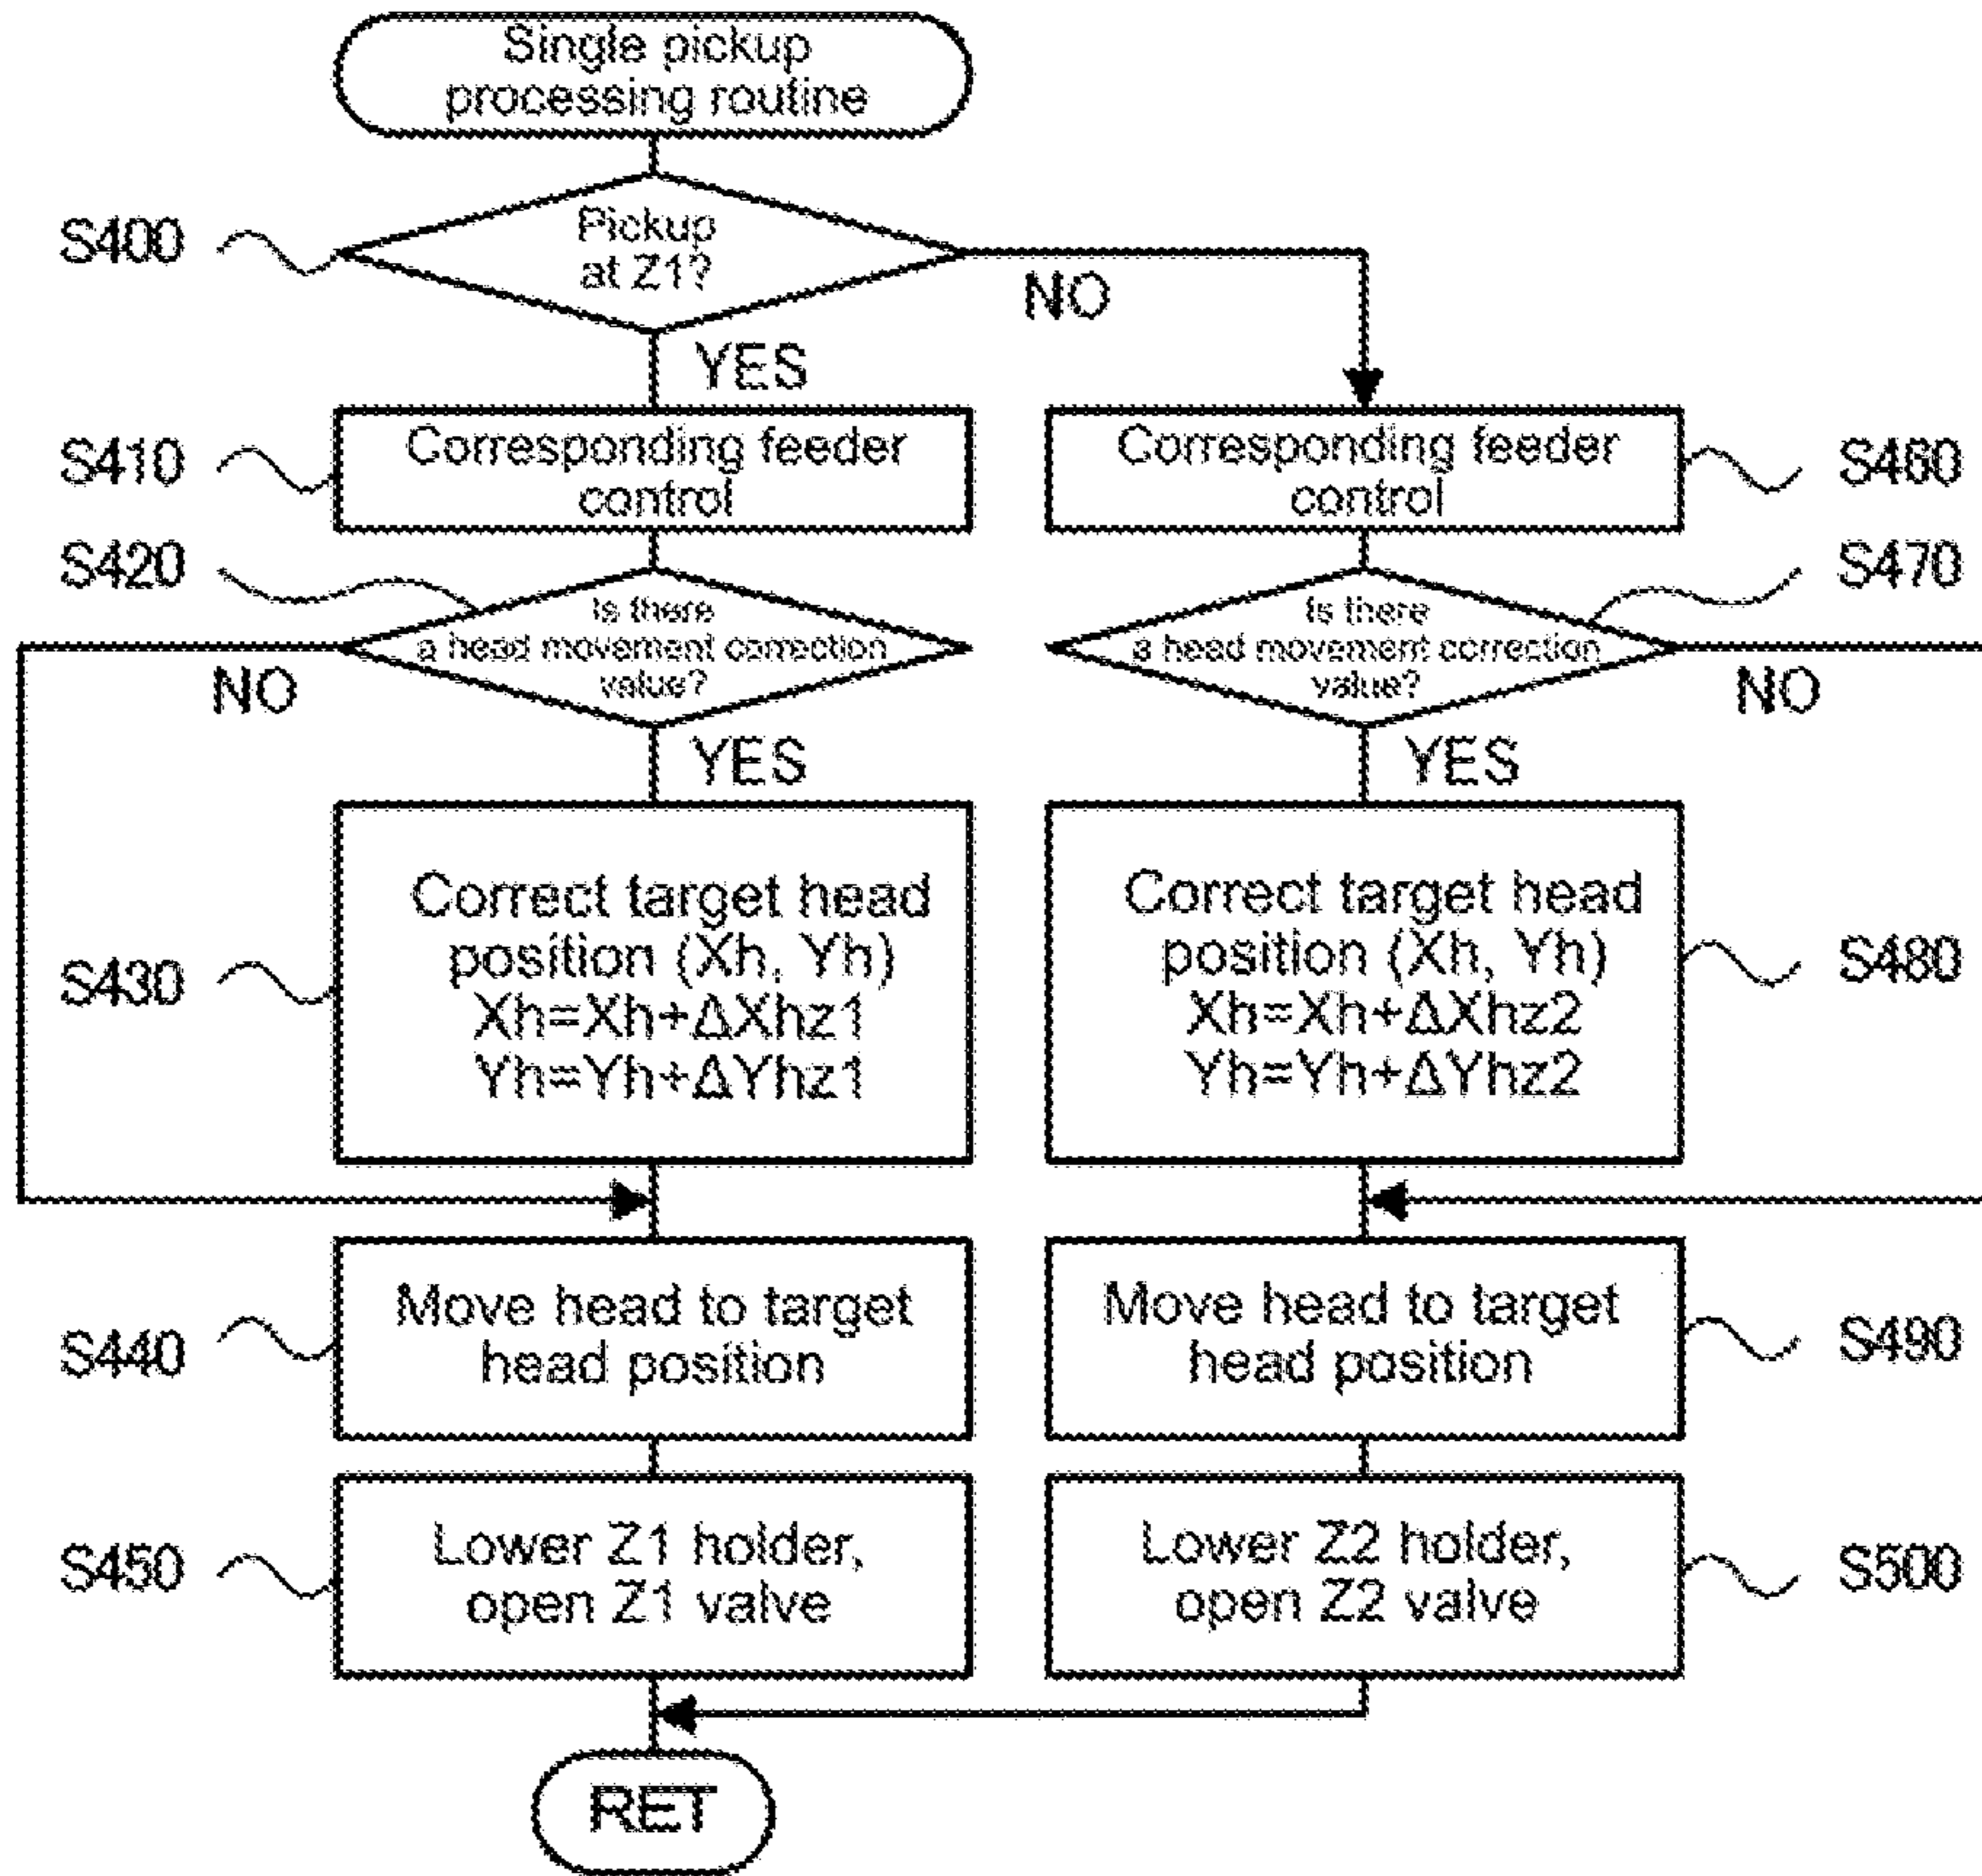 Single pickup
processing routine
S400
Pickup
at Z1?
NO
YES
S410
Corresponding feeder
control
Corresponding feeder
control
S460
S420
Is there
a head movement correction
value?
NO
YES
Is there
a head movement correction
value?
S470
NO
YES
S430
Correct target head
position (Xh, Yh)
Xh=Xh+ΔXhz1
Yh=Yh+ΔYhz1
Correct target head
position (Xh, Yh)
Xh=Xh+ΔXhz2
Yh=Yh+ΔYhz2
S480
S440
Move head to target
head position
Move head to target
head position
S490
S450
Lower Z1 holder,
open Z1 valve
Lower Z2 holder,
open Z2 valve
S500
RET